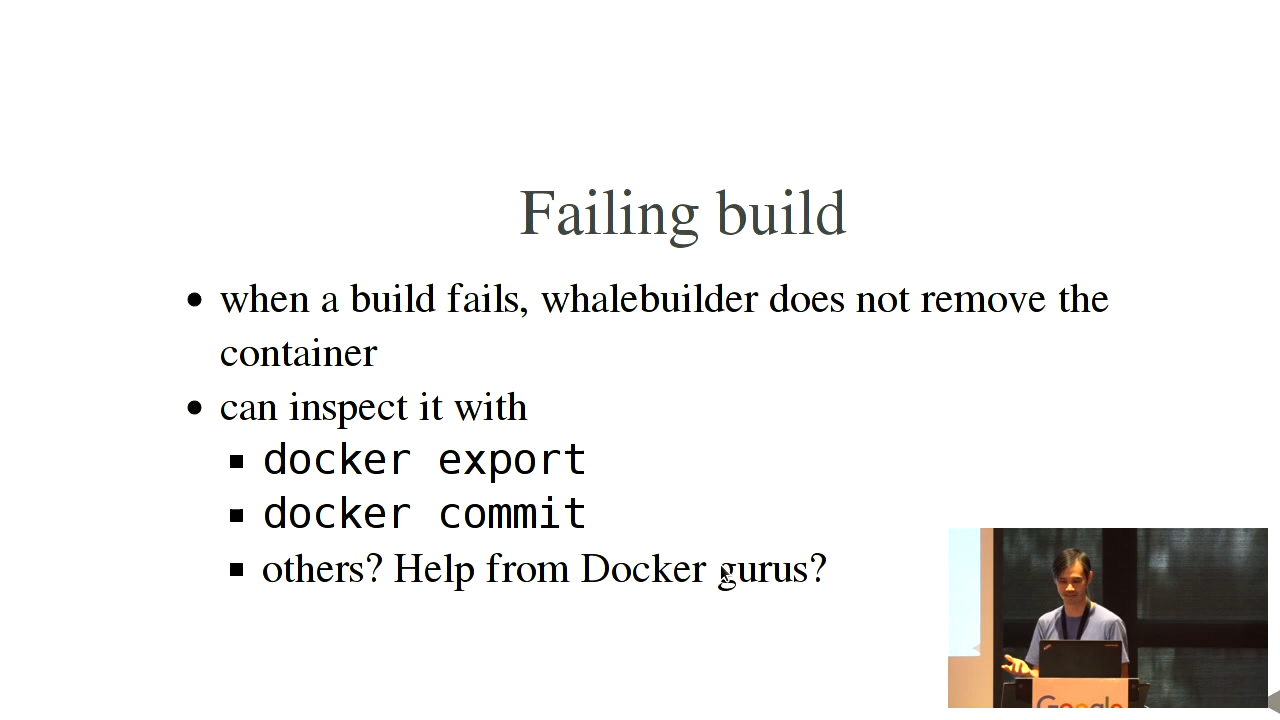 Failing build
when a build fails, whalebuilder does not remove the
container
can inspect it with
docker export
docker commit
others? Help from Docker gurus?
Google